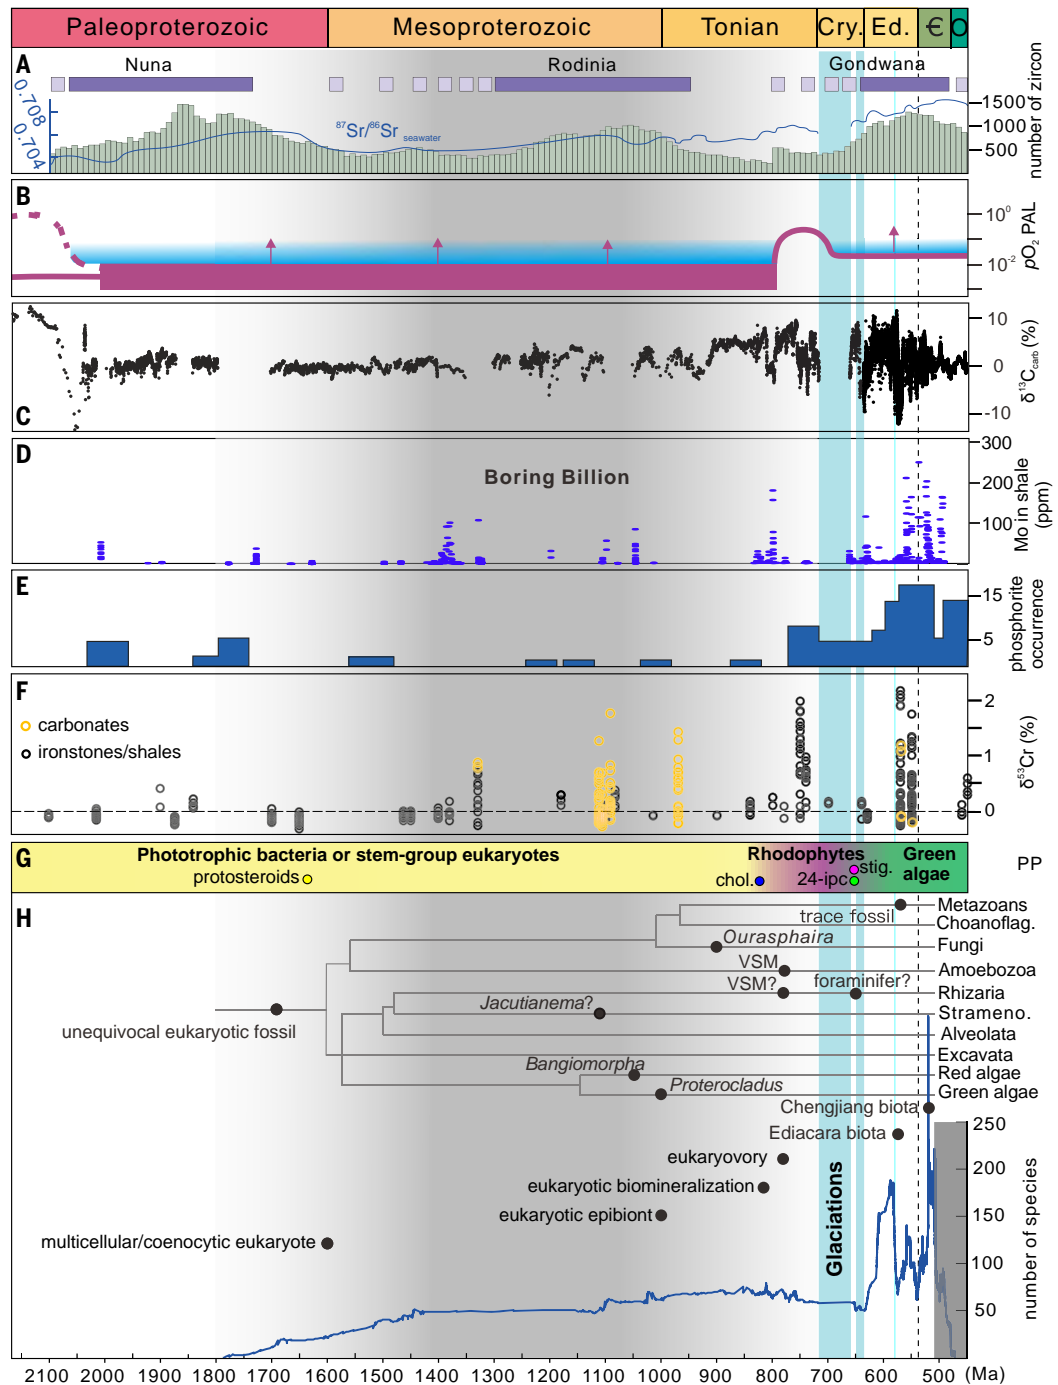 Paleoproterozoic Mesoproterozoic Tonian Cry. Ed. Є O
A
Nuna Rodinia Gondwana
0.708
0.704
87Sr/86Sr seawater
1500
1000
500
number of zircon
B
10^0
10^-2
pO2 PAL
C
10
0
-10
δ13Ccarb (%)
D
Boring Billion
300
200
100
Mo in shale (ppm)
E
15
5
phosphorite occurrence
F
carbonates
ironstones/shales
2
1
0
δ53Cr (%)
G
Phototrophic bacteria or stem-group eukaryotes
protosteroids
Rhodophytes
chol.
24-ipc
stig.
Green algae
PP
H
Metazoans
trace fossil
Choanoflag.
Ourasphaira
Fungi
VSM
Amoebozoa
VSM?
foraminifer?
Rhizaria
Jacutianema?
Strameno.
unequivocal eukaryotic fossil
Alveolata
Excavata
Bangiomorpha
Red algae
Proterocladus
Green algae
Chengjiang biota
Ediacara biota
eukaryovory
eukaryotic biomineralization
eukaryotic epibiont
multicellular/coenocytic eukaryote
Glaciations
250
200
150
100
50
number of species
2100 2000 1900 1800 1700 1600 1500 1400 1300 1200 1100 1000 900 800 700 600 500 (Ma)